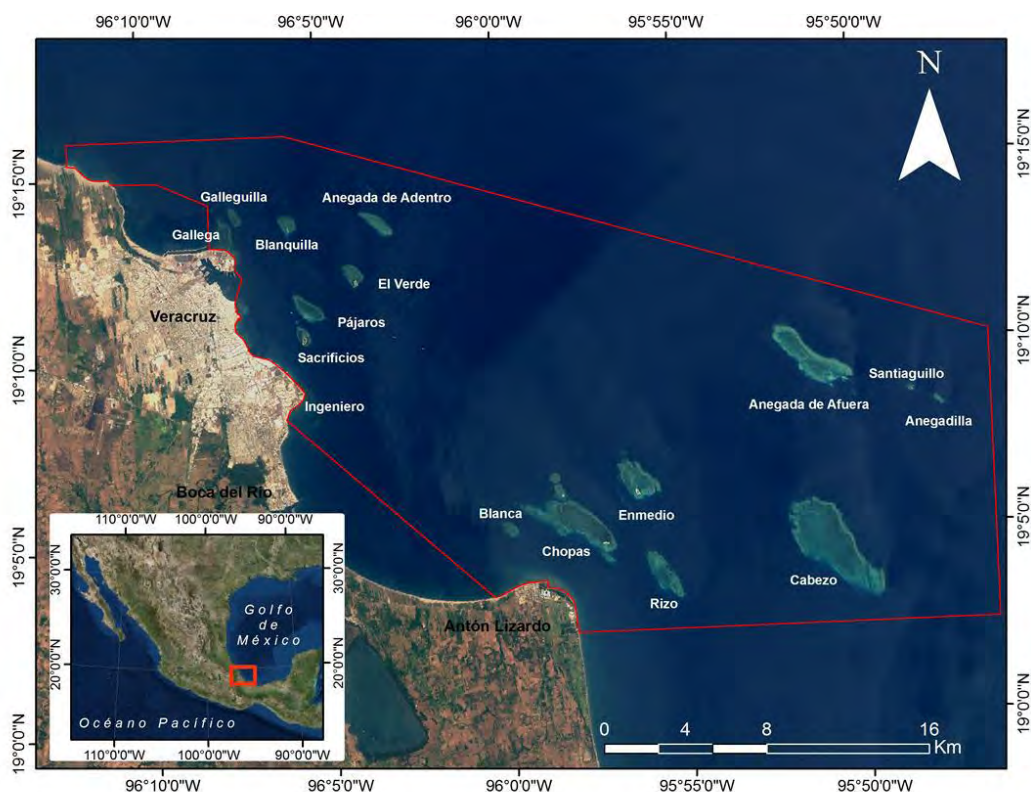 96°10'0"W
96°5'0"W
96°0'0"W
95°55'0"W
95°50'0"W
N
19°15'0"N
19°15'0"N
Galleguilla
Anegada de Adentro
Gallega
Blanquilla
El Verde
Veracruz
Pájaros
19°10'0"N
19°10'0"N
Sacrificios
Santiaguillo
Ingeniero
Anegada de Afuera
Anegadilla
Boca del Río
19°5'0"N
19°5'0"N
Blanca
Enmedio
Chopas
Cabezo
Rizo
Antón Lizardo
110°0'0"W
100°0'0"W
90°0'0"W
30°0'0"N
30°0'0"N
Golfo
de
México
20°0'0"N
20°0'0"N
Océano Pacífico
110°0'0"W
100°0'0"W
90°0'0"W
19°0'0"N
19°0'0"N
0
4
8
16
Km
96°10'0"W
96°5'0"W
96°0'0"W
95°55'0"W
95°50'0"W